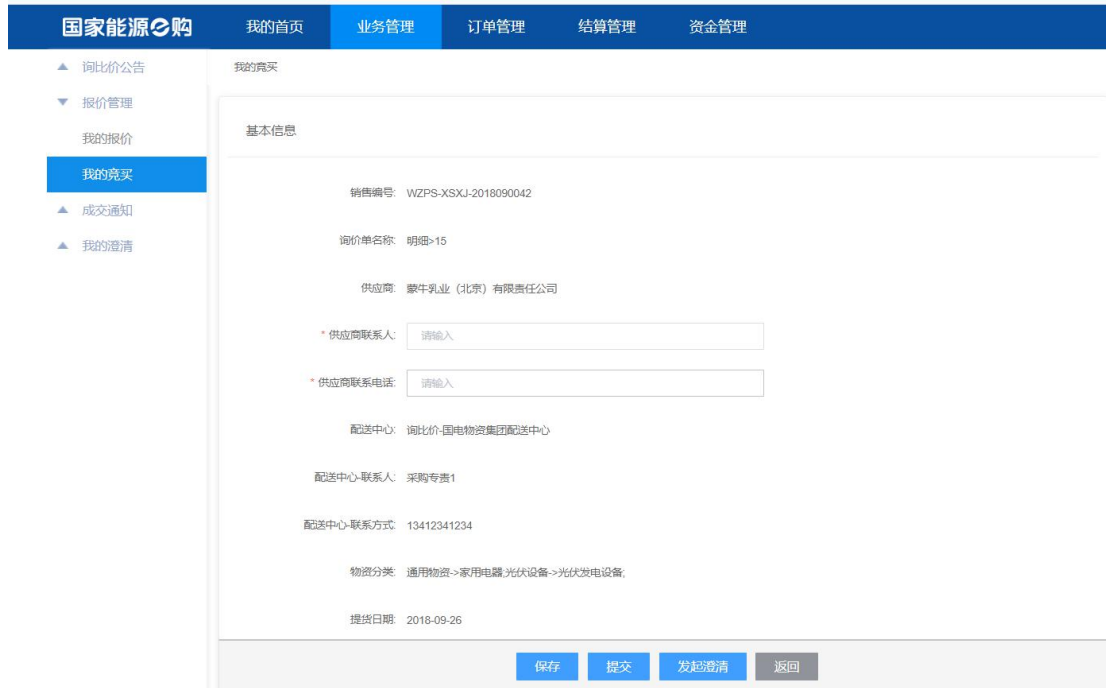 国家能源e购 我的首页 业务管理 订单管理 结算管理 资金管理
询比价公告
报价管理
我的报价
我的竞买
成交通知
我的澄清
我的竞买
基本信息
销售编号: WZPS-XSXJ-2018090042
询价单名称: 明细>15
供应商: 蒙牛乳业（北京）有限责任公司
* 供应商联系人: 请输入
* 供应商联系电话: 请输入
配送中心: 询比价-国电物资集团配送中心
配送中心-联系人: 采购专责1
配送中心-联系方式: 13412341234
物资分类: 通用物资->家用电器;光伏设备->光伏发电设备;
提货日期: 2018-09-26
保存 提交 发起澄清 返回